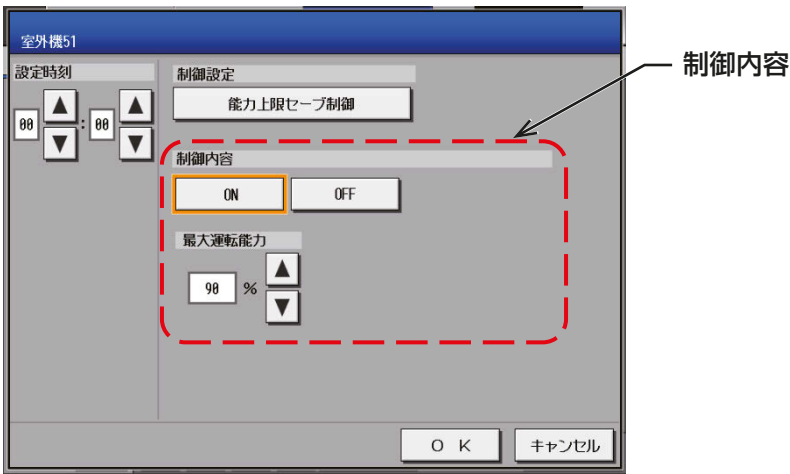 室外機51
設定時刻
00 : 00
制御設定
能力上限セーブ制御
制御内容
ON OFF
最大運転能力
90 %
OK キャンセル
制御内容